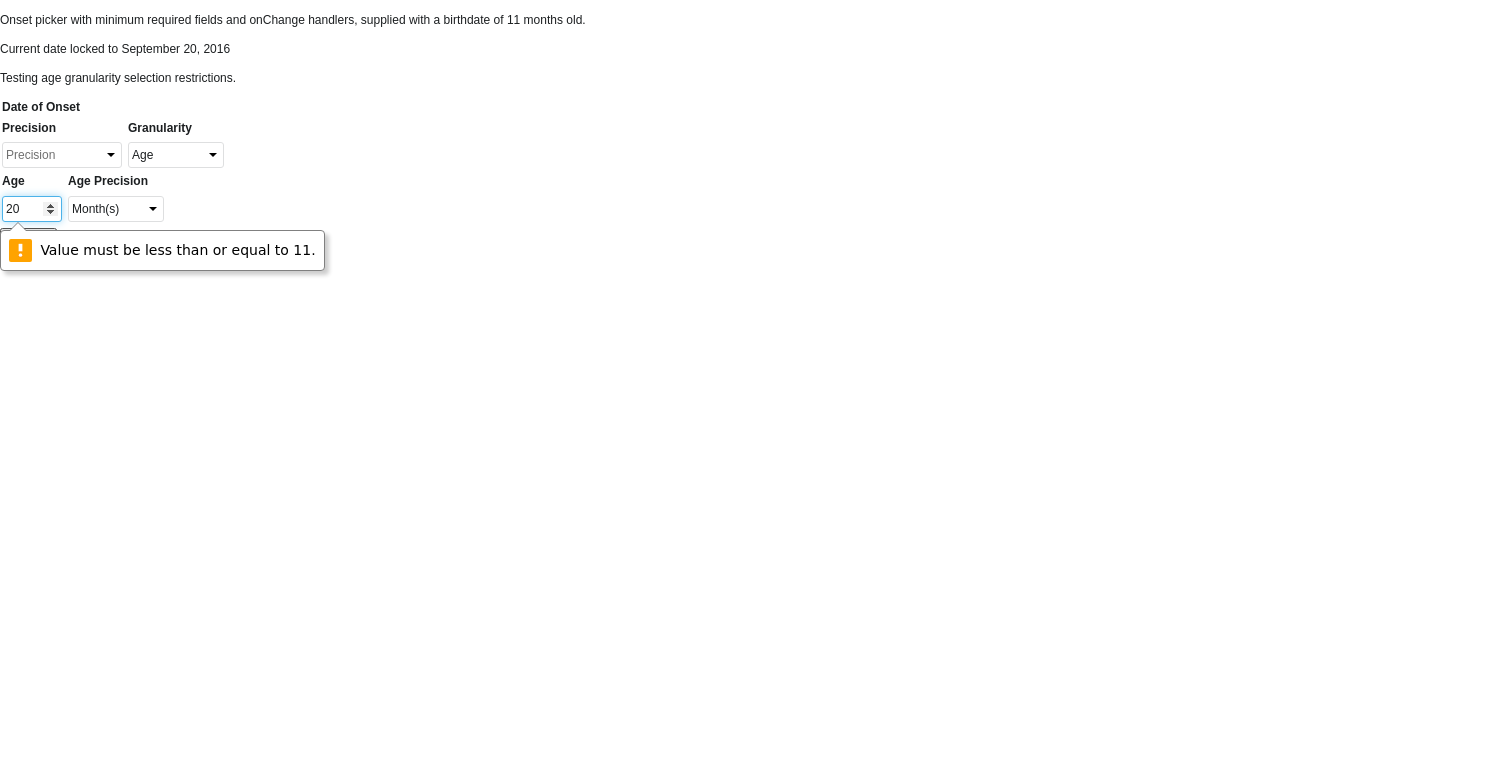 Onset picker with minimum required fields and onChange handlers, supplied with a birthdate of 11 months old.
Current date locked to September 20, 2016
Testing age granularity selection restrictions.
Date of Onset
Precision Granularity
Precision Age
Age Age Precision
20 Month(s)
Value must be less than or equal to 11.